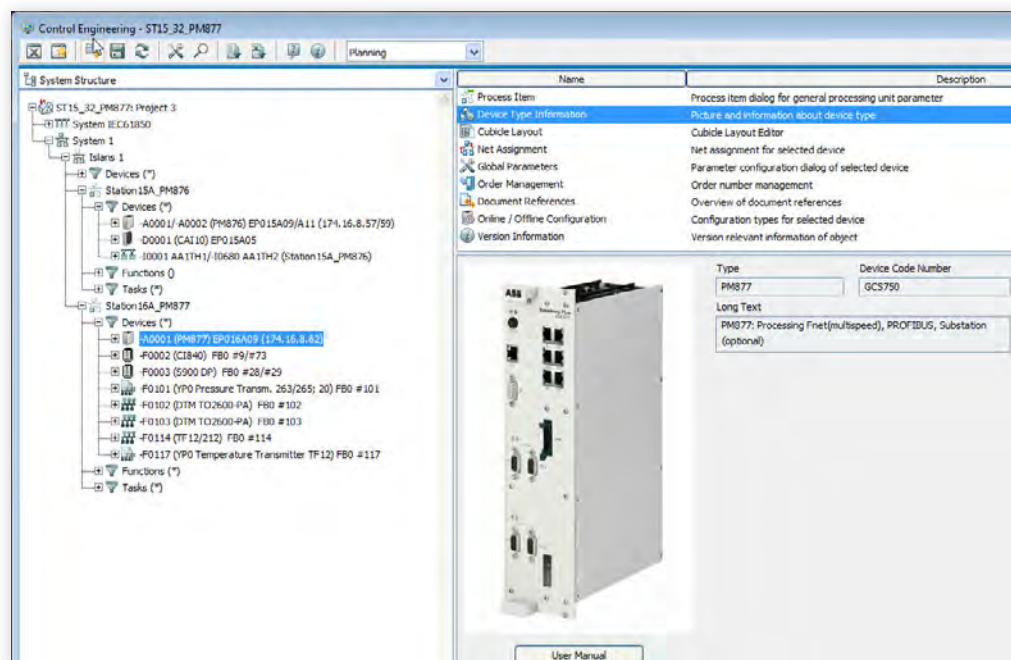 Control Engineering - ST15_32_PM877
Planning
System Structure
ST15_32_PM877: Project 3
System IEC61850
System 1
Islans 1
Devices (*)
Station15A_PM876
Devices (*)
-A0001/-A0002 (PM876) EP015A09/A11 (174.16.8.57/59)
-D0001 (CAI10) EP015A05
-I0001 AA1TH1/-I0680 AA1TH2 (Station15A_PM876)
Functions ()
Tasks (*)
Station16A_PM877
Devices (*)
-A0001 (PM877) EP016A09 (174.16.8.62)
-F0002 (CI840) FB0 #9/#73
-F0003 (S900 DP) FB0 #28/#29
-F0101 (YP0 Pressure Transm. 263/265; 20) FB0 #101
-F0102 (DTM TO2600-PA) FB0 #102
-F0103 (DTM TO2600-PA) FB0 #103
-F0114 (TF12/212) FB0 #114
-F0117 (YP0 Temperature Transmitter TF12) FB0 #117
Functions (*)
Tasks (*)
Name Description
Process Item Process item dialog for general processing unit parameter
Device Type Information Picture and information about device type
Cubicle Layout Cubicle Layout Editor
Net Assignment Net assignment for selected device
Global Parameters Parameter configuration dialog of selected device
Order Management Order number management
Document References Overview of document references
Online / Offline Configuration Configuration types for selected device
Version Information Version relevant information of object
ABB
Type Device Code Number
PM877 GCS750
Long Text
PM877: Processing Fnet(multispeed), PROFIBUS, Substation
(optional)
User Manual